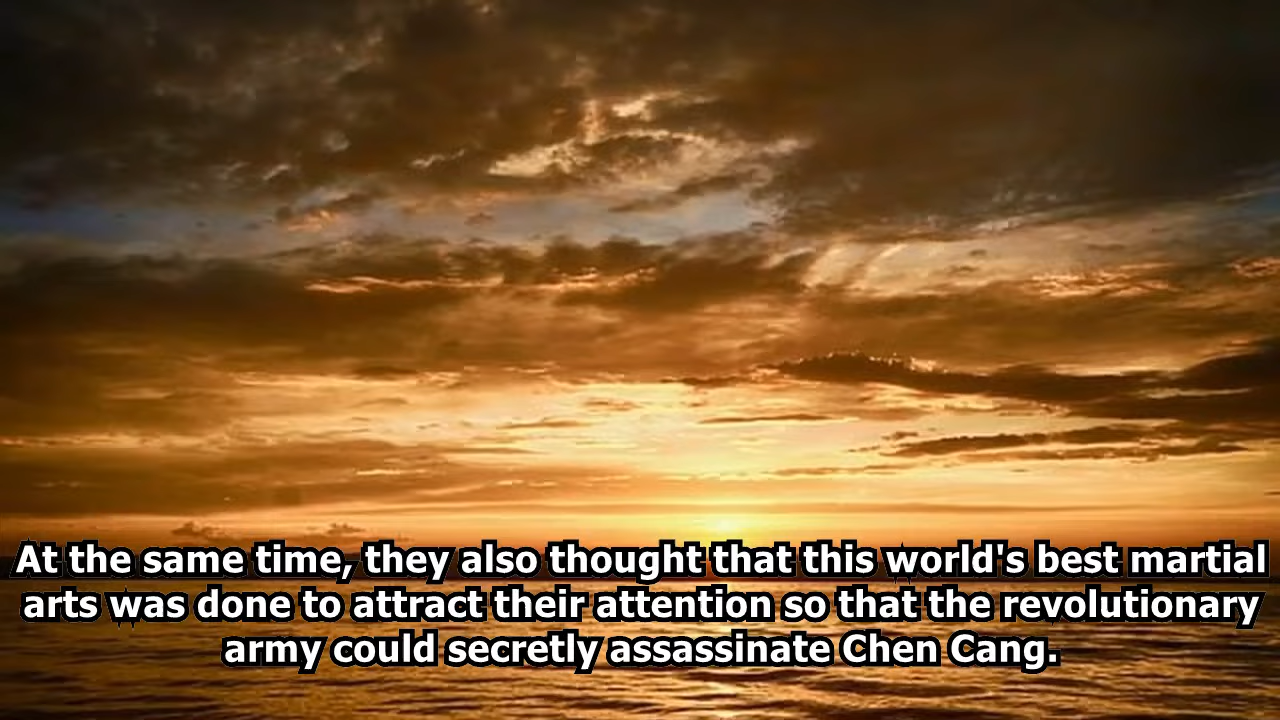 At the same time, they also thought that this world's best martial
arts was done to attract their attention so that the revolutionary
army could secretly assassinate Chen Cang.